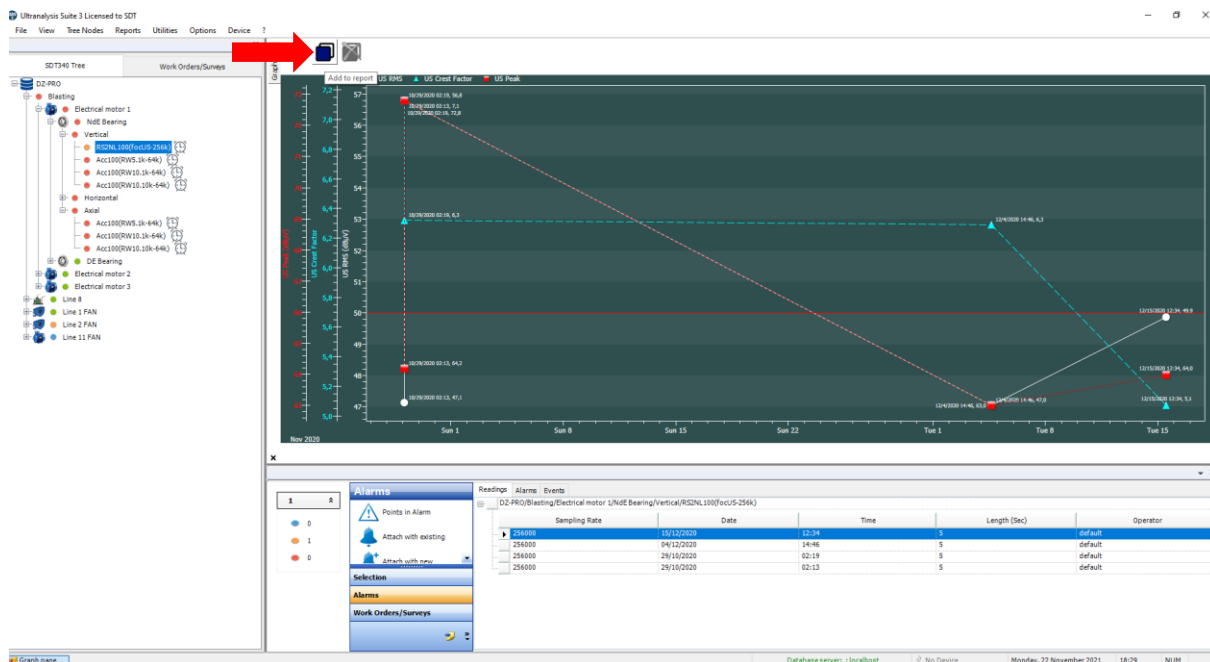 Ultranalysis Suite 3 Licensed to SDT
File View Tree Nodes Reports Utilities Options Device ?
SDT340 Tree
Work Orders/Surveys
DZ-PRO
Blasting
Electrical motor 1
NdE Bearing
Vertical
RS2NL100(focUS-256k)
Acc100(RW5.1k-64k)
Acc100(RW10.1k-64k)
Acc100(RW10.10k-64k)
Horizontal
Axial
Acc100(RW5.1k-64k)
Acc100(RW10.1k-64k)
Acc100(RW10.10k-64k)
DE Bearing
Electrical motor 2
Electrical motor 3
Line 8
Line 1 FAN
Line 2 FAN
Line 11 FAN
Add to report
US RMS US Crest Factor US Peak
US Peak (dBµV)
US Crest Factor
7,2
7,0
6,8
6,6
6,4
6,2
6,0
5,8
5,6
5,4
5,2
5,0
US RMS (dBµV)
57
56
55
54
53
52
51
50
49
48
47
10/29/2020 02:19, 56,8
10/29/2020 02:13, 7,1
10/29/2020 02:19, 72,8
10/29/2020 02:19, 6,3
10/29/2020 02:13, 64,2
10/29/2020 02:13, 47,1
12/4/2020 14:46, 6,3
12/4/2020 14:46, 63,0
12/4/2020 14:46, 47,0
12/15/2020 12:34, 49,9
12/15/2020 12:34, 64,0
12/15/2020 12:34, 5,1
Sun 1 Sun 8 Sun 15 Sun 22 Tue 1 Tue 8 Tue 15
Nov 2020
x
1
0
1
0
Alarms
Points in Alarm
Attach with existing
Attach with new
Selection
Alarms
Work Orders/Surveys
Readings Alarms Events
DZ-PRO/Blasting/Electrical motor 1/NdE Bearing/Vertical/RS2NL100(focUS-256k)
Sampling Rate Date Time Length (Sec) Operator
256000 15/12/2020 12:34 5 default
256000 04/12/2020 14:46 5 default
256000 29/10/2020 02:19 5 default
256000 29/10/2020 02:13 5 default
Graph pane
Database server: : localhost No Device Monday, 22 November 2021 18:29 NUM